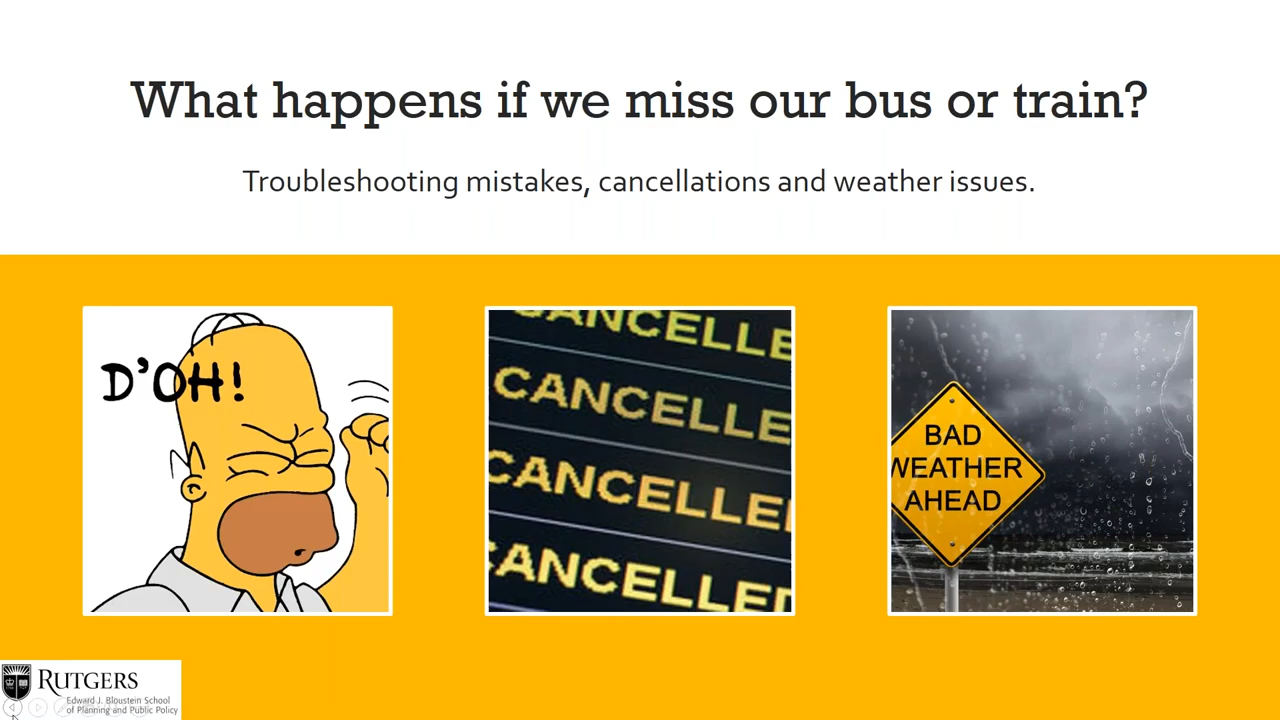 What happens if we miss our bus or train?
Troubleshooting mistakes, cancellations and weather issues.
D'OH!
CANCELLE
CANCELLE
CANCELLED
CANCELLED
BAD
WEATHER
AHEAD
RUTGERS
Edward J. Bloustein School
of Planning and Public Policy